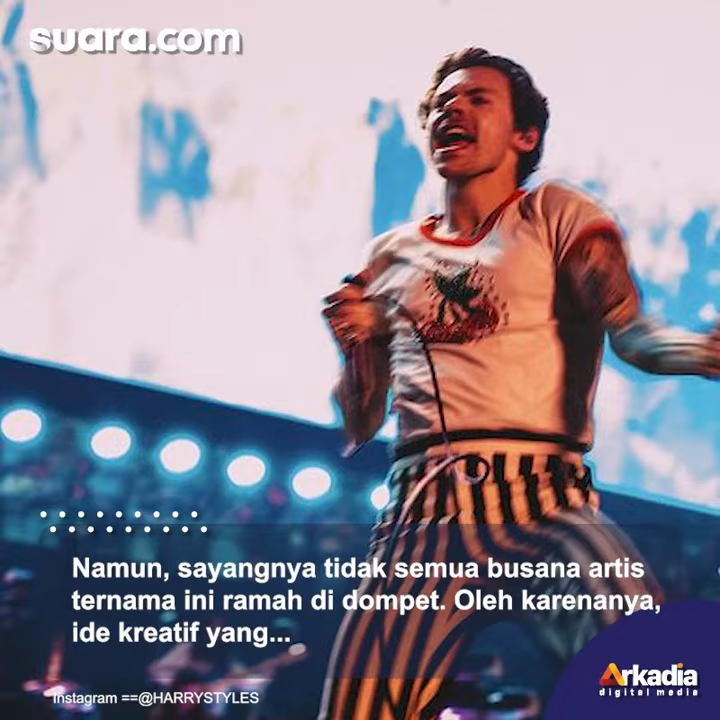 suara.com
Namun, sayangnya tidak semua busana artis
ternama ini ramah di dompet. Oleh karenanya,
ide kreatif yang...
Instagram ==@HARRYSTYLES
Arkadia
digital media